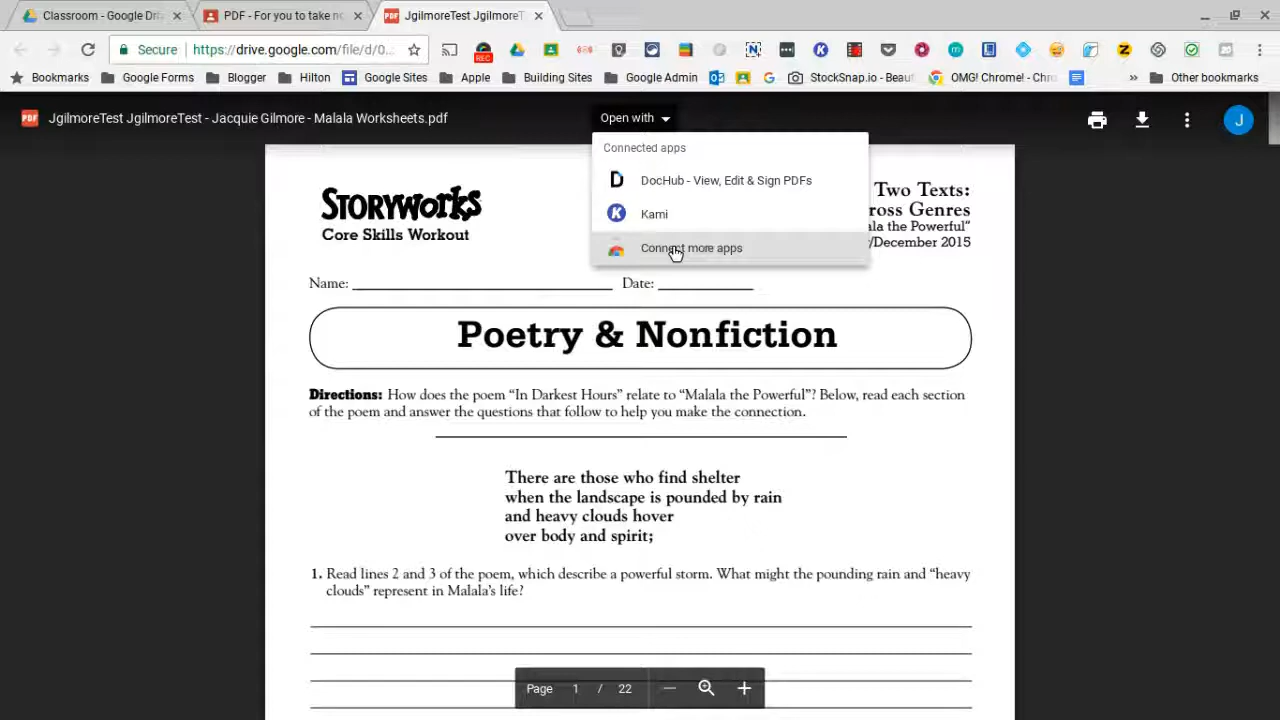 Classroom - Google Dri
PDF - For you to take no
JgilmoreTest JgilmoreT
Secure https://drive.google.com/file/d/0...
Bookmarks Google Forms Blogger Hilton Google Sites Apple Building Sites Google Admin StockSnap.io - Beaut OMG! Chrome! - Chro » Other bookmarks
PDF JgilmoreTest JgilmoreTest - Jacquie Gilmore - Malala Worksheets.pdf
Open with
J
Connected apps
DocHub - View, Edit & Sign PDFs
Kami
Connect more apps
STORYWORKS
Core Skills Workout
Two Texts:
ross Genres
ala the Powerful"
/December 2015
Name: Date:
Poetry & Nonfiction
Directions: How does the poem “In Darkest Hours” relate to “Malala the Powerful”? Below, read each section
of the poem and answer the questions that follow to help you make the connection.
There are those who find shelter
when the landscape is pounded by rain
and heavy clouds hover
over body and spirit;
1. Read lines 2 and 3 of the poem, which describe a powerful storm. What might the pounding rain and “heavy
clouds” represent in Malala’s life?
Page 1 / 22